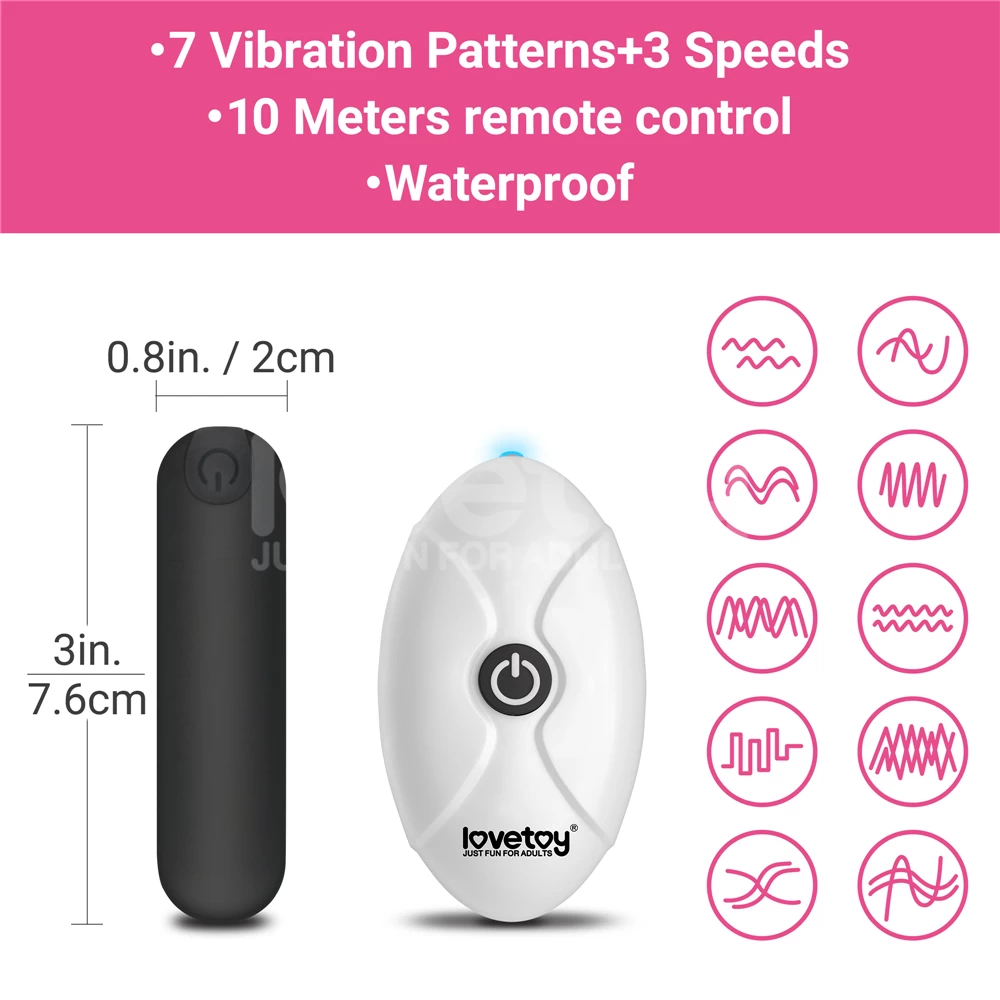 •7 Vibration Patterns+3 Speeds
•10 Meters remote control
•Waterproof
0.8in. / 2cm
3in.
7.6cm
lovetoy®
JUST FUN FOR ADULTS